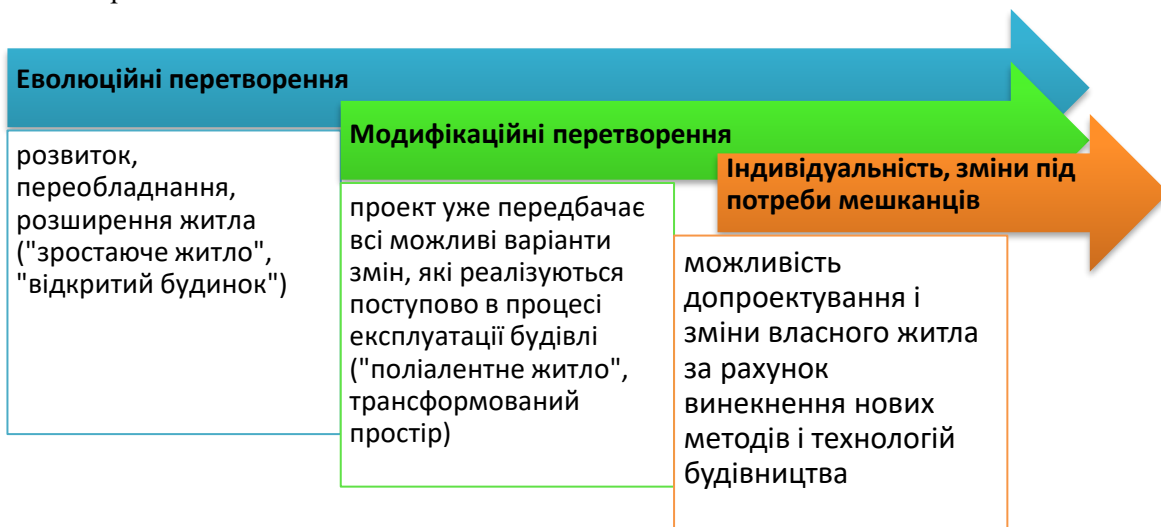 Еволюційні перетворення
розвиток,
переобладнання,
розширення житла
("зростаюче житло",
"відкритий будинок")
Модифікаційні перетворення
проект уже передбачає
всі можливі варіанти
змін, які реалізуються
поступово в процесі
експлуатації будівлі
("поліалентне житло",
трансформований
простір)
Індивідуальність, зміни під
потреби мешканців
можливість
допроектування і
зміни власного житла
за рахунок
винекнення нових
методів і технологій
будівництва